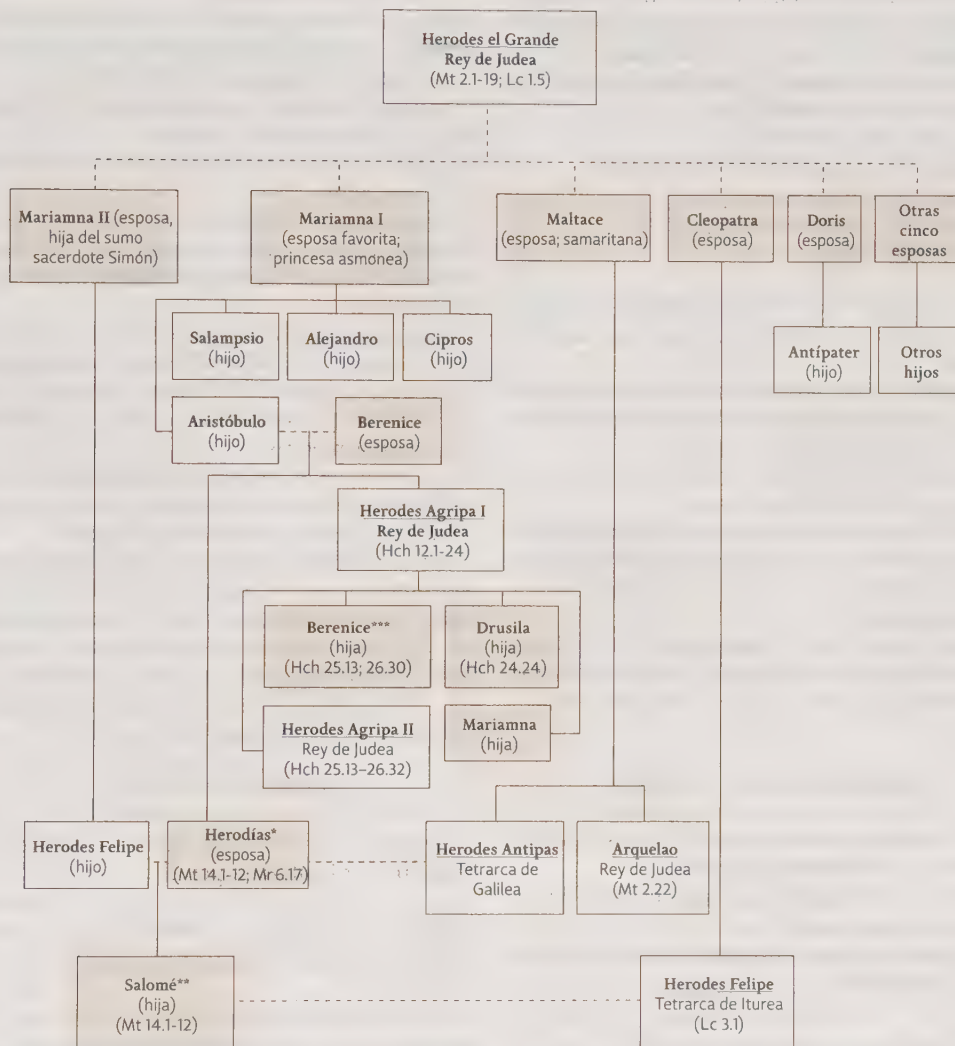 Herodes el Grande
Rey de Judea
(Mt 2.1-19; Lc 1.5)
Mariamna II (esposa,
hija del sumo
sacerdote Simón)
Mariamna I
(esposa favorita;
princesa asmonea)
Maltace
(esposa; samaritana)
Cleopatra
(esposa)
Doris
(esposa)
Otras
cinco
esposas
Salampsio
(hijo)
Alejandro
(hijo)
Cipros
(hijo)
Antípater
(hijo)
Otros
hijos
Aristóbulo
(hijo)
Berenice
(esposa)
Herodes Agripa I
Rey de Judea
(Hch 12.1-24)
Berenice***
(hija)
(Hch 25.13; 26.30)
Drusila
(hija)
(Hch 24.24)
Herodes Agripa II
Rey de Judea
(Hch 25.13–26.32)
Mariamna
(hija)
Herodes Felipe
(hijo)
Herodías*
(esposa)
(Mt 14.1-12; Mr 6.17)
Herodes Antipas
Tetrarca de
Galilea
Arquelao
Rey de Judea
(Mt 2.22)
Salomé**
(hija)
(Mt 14.1-12)
Herodes Felipe
Tetrarca de Iturea
(Lc 3.1)